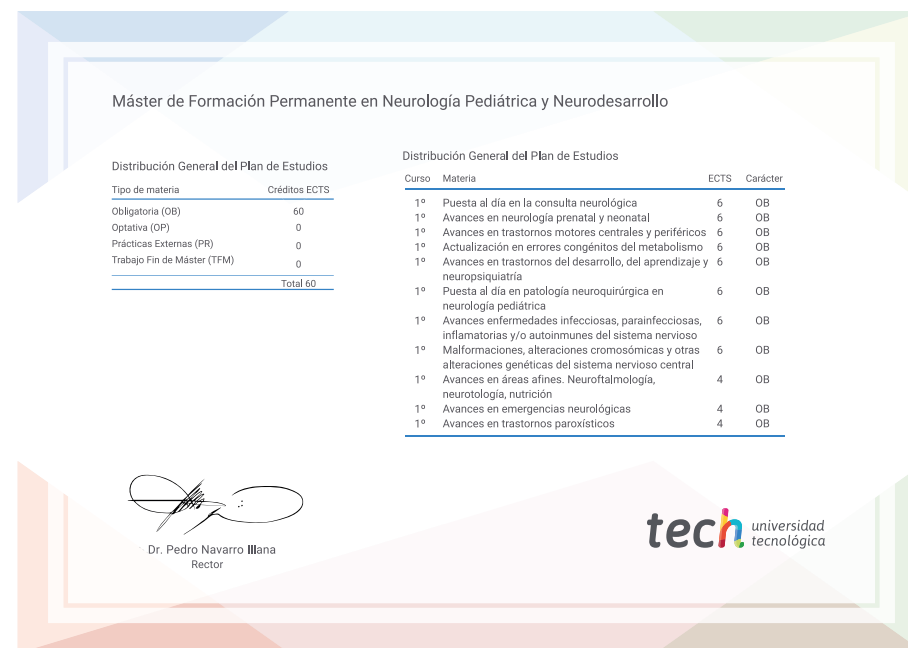 Máster de Formación Permanente en Neurología Pediátrica y Neurodesarrollo
Distribución General del Plan de Estudios
Tipo de materia Créditos ECTS
Obligatoria (OB) 60
Optativa (OP) 0
Prácticas Externas (PR) 0
Trabajo Fin de Máster (TFM) 0
Total 60
Distribución General del Plan de Estudios
Curso Materia ECTS Carácter
1º Puesta al día en la consulta neurológica 6 OB
1º Avances en neurología prenatal y neonatal 6 OB
1º Avances en trastornos motores centrales y periféricos 6 OB
1º Actualización en errores congénitos del metabolismo 6 OB
1º Avances en trastornos del desarrollo, del aprendizaje y 6 OB
neuropsiquiatría
1º Puesta al día en patología neuroquirúrgica en 6 OB
neurología pediátrica
1º Avances enfermedades infecciosas, parainfecciosas, 6 OB
inflamatorias y/o autoinmunes del sistema nervioso
1º Malformaciones, alteraciones cromosómicas y otras 6 OB
alteraciones genéticas del sistema nervioso central
1º Avances en áreas afines. Neuroftalmología, 4 OB
neurotología, nutrición
1º Avances en emergencias neurológicas 4 OB
1º Avances en trastornos paroxísticos 4 OB
Dr. Pedro Navarro Illana
Rector
tech universidad
tecnológica